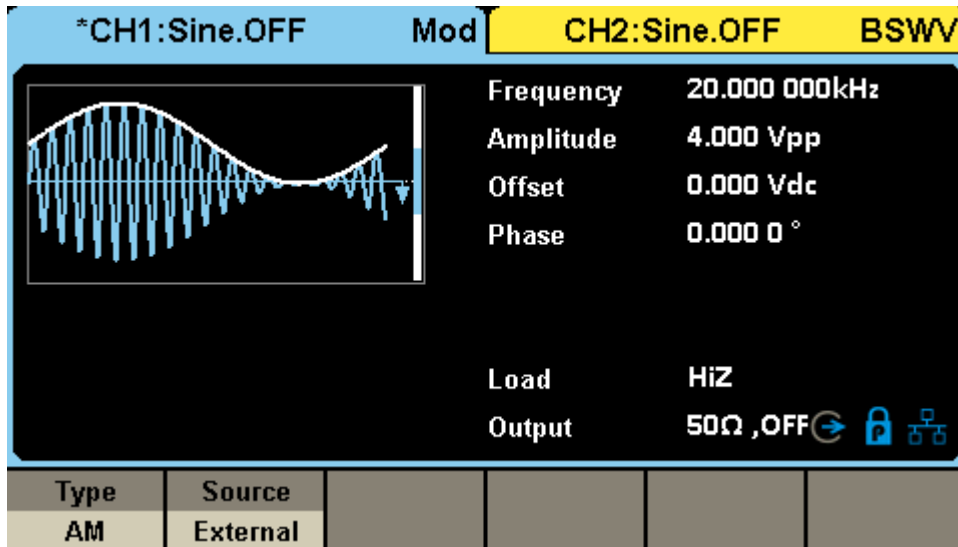 *CH1:Sine.OFF Mod CH2:Sine.OFF BSWV
Frequency 20.000 000kHz
Amplitude 4.000 Vpp
Offset 0.000 Vdc
Phase 0.000 0 °
Load HiZ
Output 50Ω ,OFF P
Type Source
AM External